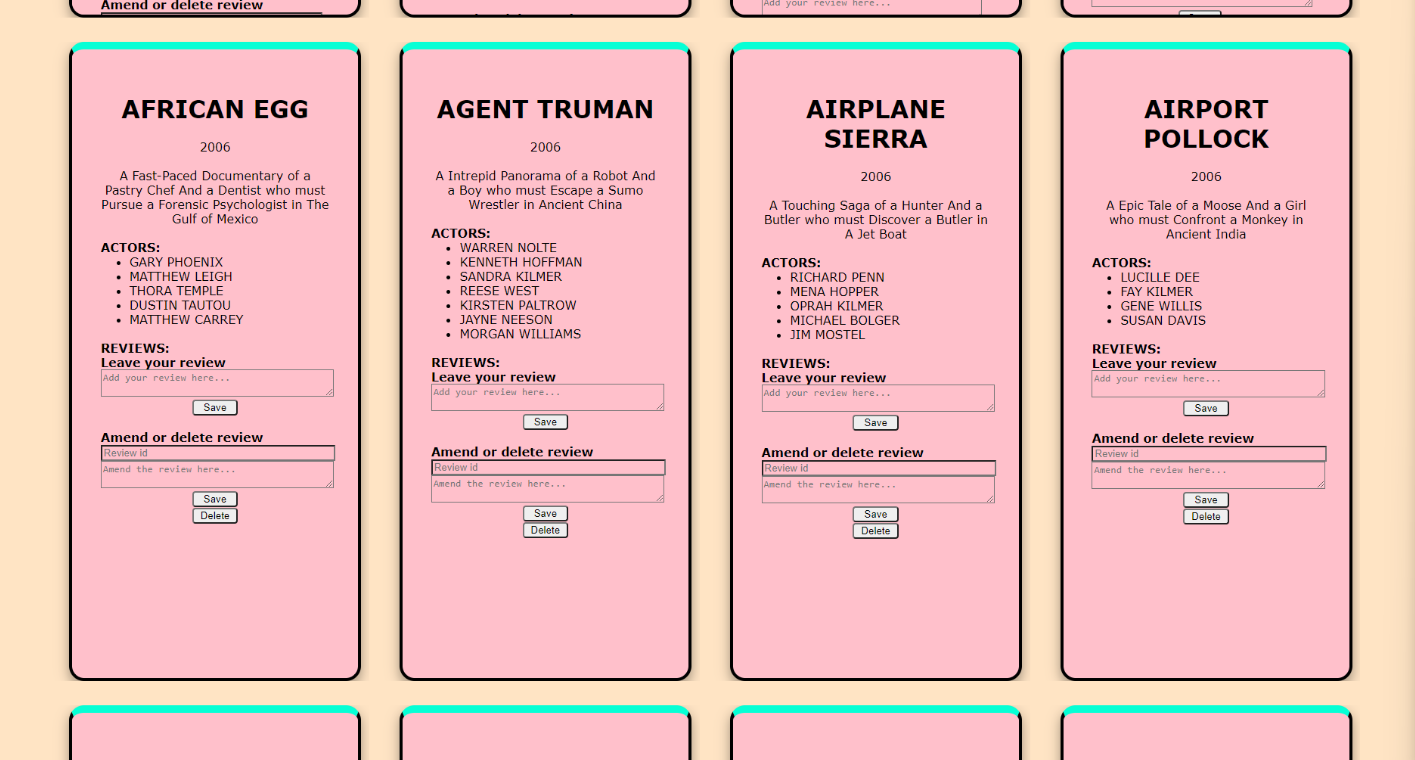 Amend or delete review
Add your review here...
AFRICAN EGG
2006
A Fast-Paced Documentary of a
Pastry Chef And a Dentist who must
Pursue a Forensic Psychologist in The
Gulf of Mexico
ACTORS:
• GARY PHOENIX
• MATTHEW LEIGH
• THORA TEMPLE
• DUSTIN TAUTOU
• MATTHEW CARREY
REVIEWS:
Leave your review
Add your review here...
Save
Amend or delete review
Review id
Amend the review here...
Save
Delete
AGENT TRUMAN
2006
A Intrepid Panorama of a Robot And
a Boy who must Escape a Sumo
Wrestler in Ancient China
ACTORS:
• WARREN NOLTE
• KENNETH HOFFMAN
• SANDRA KILMER
• REESE WEST
• KIRSTEN PALTROW
• JAYNE NEESON
• MORGAN WILLIAMS
REVIEWS:
Leave your review
Add your review here...
Save
Amend or delete review
Review id
Amend the review here...
Save
Delete
AIRPLANE
SIERRA
2006
A Touching Saga of a Hunter And a
Butler who must Discover a Butler in
A Jet Boat
ACTORS:
• RICHARD PENN
• MENA HOPPER
• OPRAH KILMER
• MICHAEL BOLGER
• JIM MOSTEL
REVIEWS:
Leave your review
Add your review here...
Save
Amend or delete review
Review id
Amend the review here...
Save
Delete
AIRPORT
POLLOCK
2006
A Epic Tale of a Moose And a Girl
who must Confront a Monkey in
Ancient India
ACTORS:
• LUCILLE DEE
• FAY KILMER
• GENE WILLIS
• SUSAN DAVIS
REVIEWS:
Leave your review
Add your review here...
Save
Amend or delete review
Review id
Amend the review here...
Save
Delete